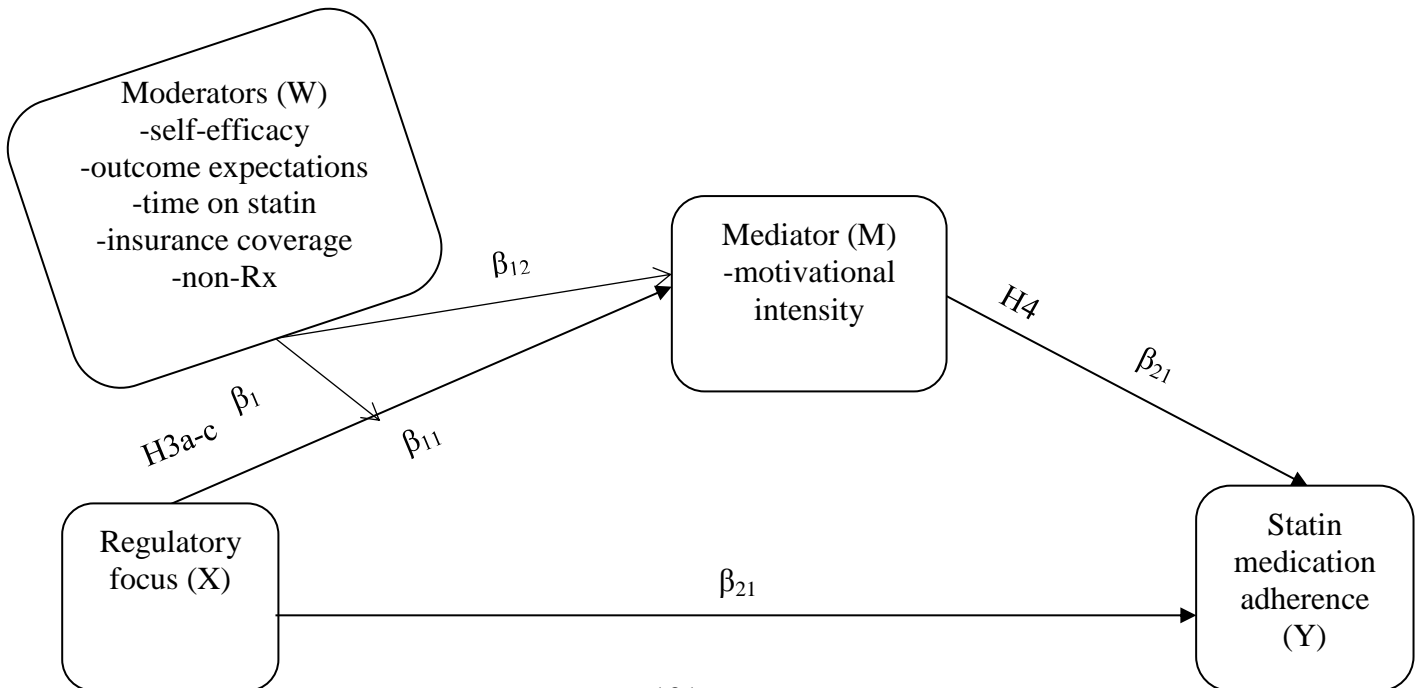 Moderators (W)
-self-efficacy
-outcome expectations
-time on statin
-insurance coverage
-non-Rx
β12
Mediator (M)
-motivational
intensity
H4
β21
β1
H3a-c
β11
Regulatory
focus (X)
β21
Statin
medication
adherence
(Y)